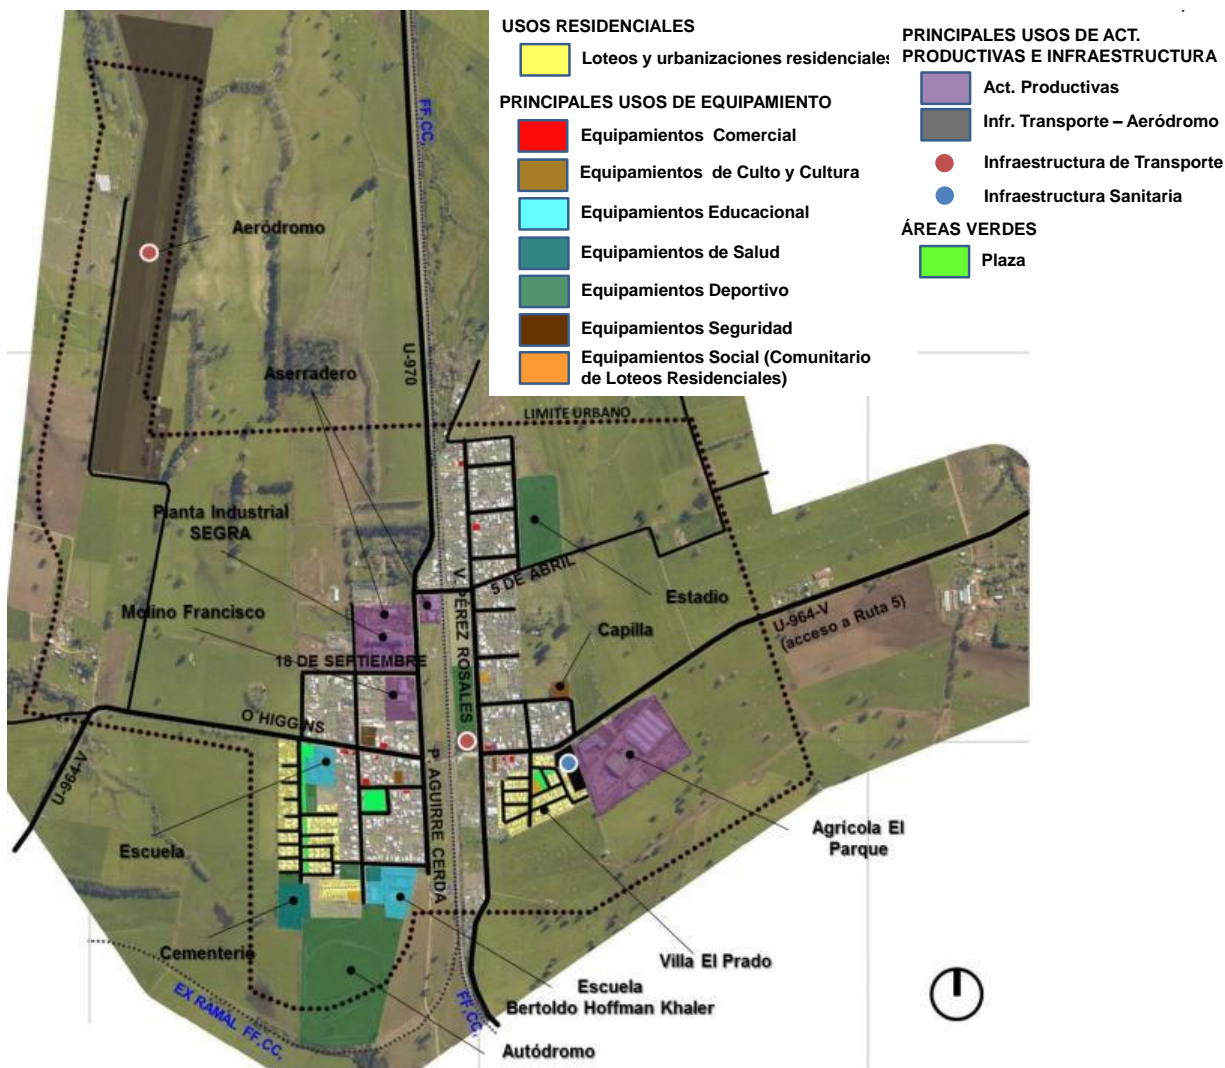 USOS RESIDENCIALES
Loteos y urbanizaciones residenciales
PRINCIPALES USOS DE EQUIPAMIENTO
Equipamientos Comercial
Equipamientos de Culto y Cultura
Equipamientos Educacional
Equipamientos de Salud
Equipamientos Deportivo
Equipamientos Seguridad
Equipamientos Social (Comunitario
de Loteos Residenciales)
PRINCIPALES USOS DE ACT.
PRODUCTIVAS E INFRAESTRUCTURA
Act. Productivas
Infr. Transporte – Aeródromo
Infraestructura de Transporte
Infraestructura Sanitaria
ÁREAS VERDES
Plaza
FF,CC,
Aeródromo
U-970
Aserradero
LIMITE URBANO
Planta Industrial
SEGRA
5 DE ABRIL
Estadio
Molino Francisco
V. PÉREZ ROSALES
Capilla
U-964-V
(acceso a Ruta 5)
18 DE SEPTIEMBRE
O'HIGGINS
U-964-V
P. AGUIRRE CERDA
Escuela
Agrícola El
Parque
Cementerio
Villa El Prado
Escuela
Bertoldo Hoffman Khaler
EX RAMAL FF,CC,
FF,CC,
Autódromo